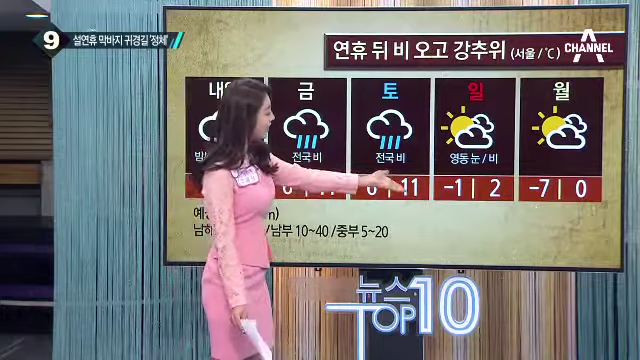 9 설연휴 막바지 귀경길 '정체'
연휴 뒤 비 오고 강추위 (서울/℃)
CHANNEL A
금 토 일 월
전국 비 전국 비 영동 눈/비
11 -1 2 -7 0
/남부 10~40 /중부 5~20
뉴스
TOP10